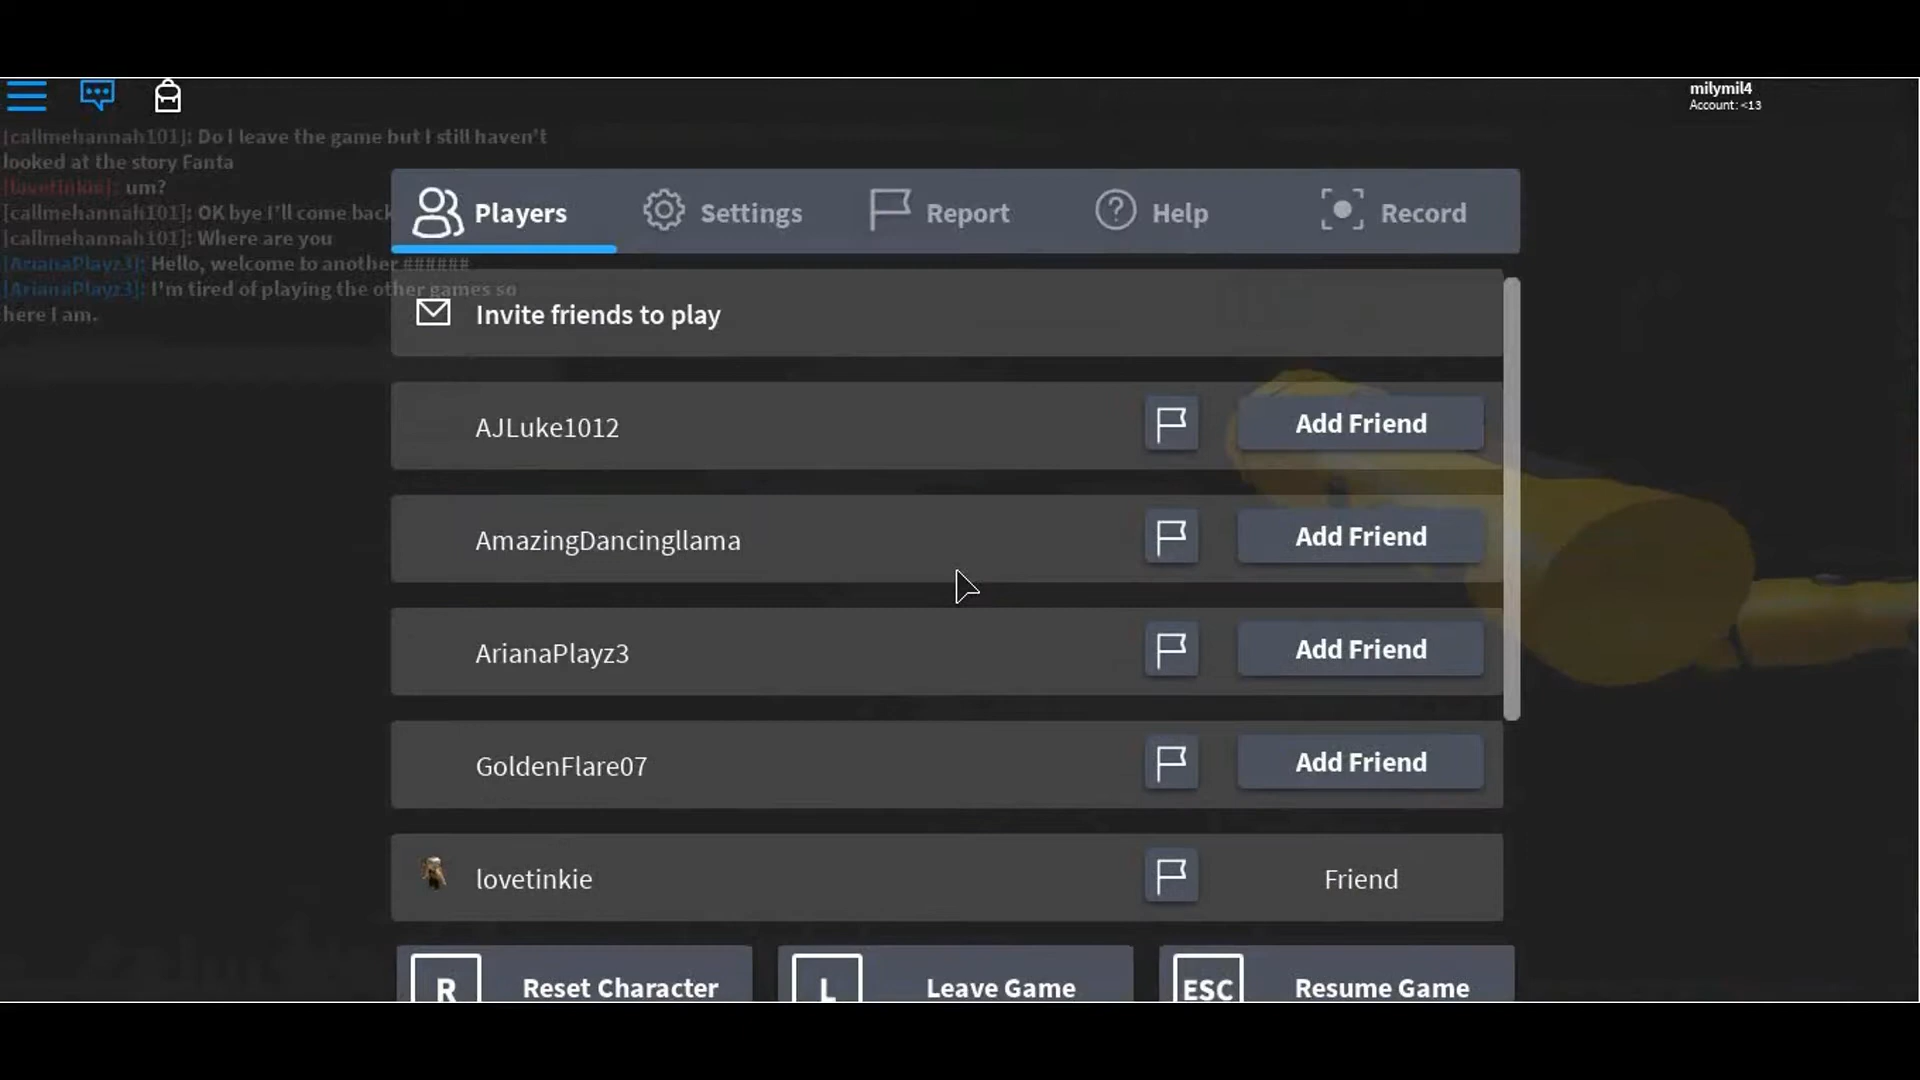 milymil4
Account: <13
[callmehannah101]: Do I leave the game but I still haven't
looked at the story Fanta
[lovetinkie]: um?
[callmehannah101]: OK bye I'll come back
[callmehannah101]: Where are you
[ArianaPlayz3]: Hello, welcome to another ######
[ArianaPlayz3]: I'm tired of playing the other games so
here I am.
Players
Settings
Report
Help
Record
Invite friends to play
AJLuke1012
Add Friend
AmazingDancingllama
Add Friend
ArianaPlayz3
Add Friend
GoldenFlare07
Add Friend
lovetinkie
Friend
R
Reset Character
L
Leave Game
ESC
Resume Game